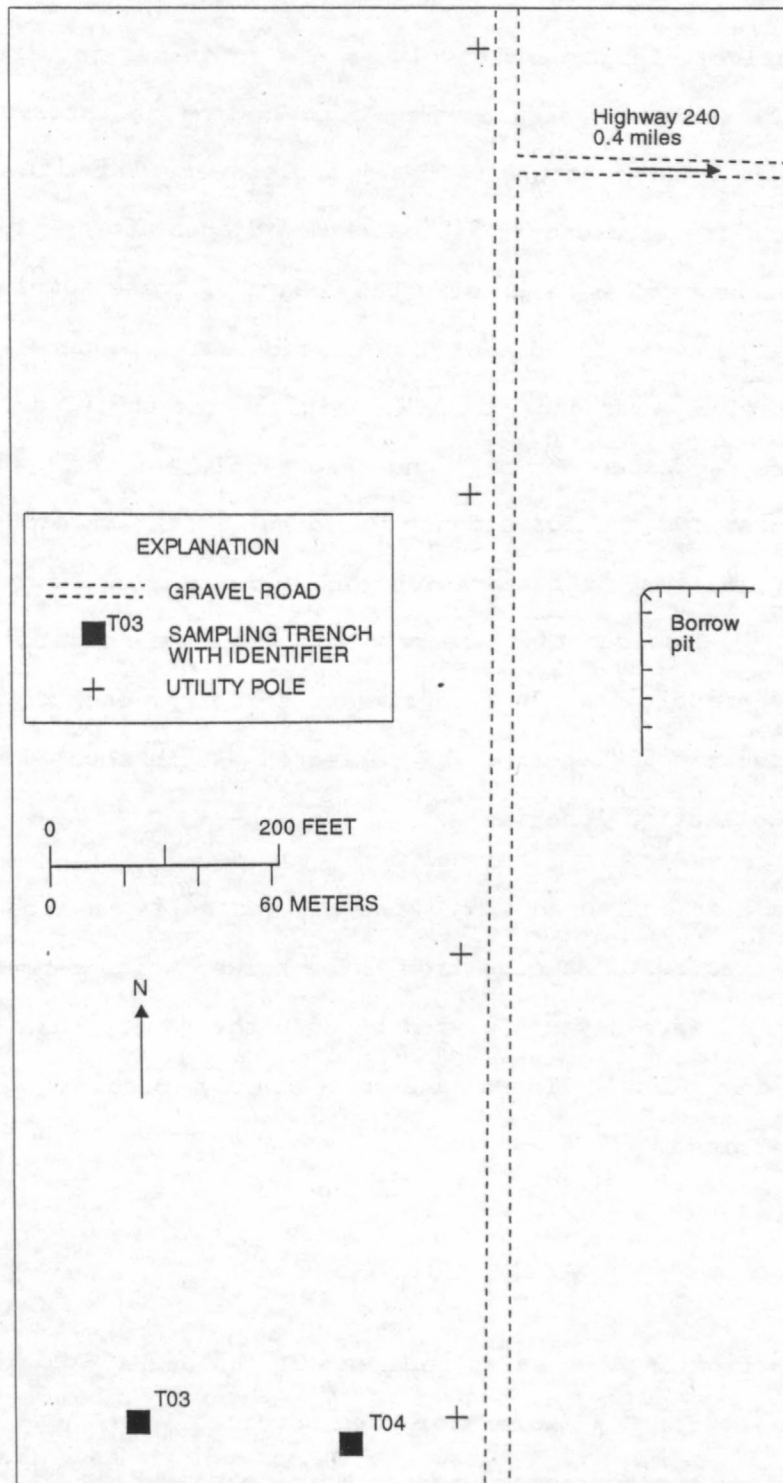 Highway 240
0.4 miles
EXPLANATION
GRAVEL ROAD
T03
SAMPLING TRENCH
WITH IDENTIFIER
UTILITY POLE
Borrow
pit
0 200 FEET
0 60 METERS
N
T03
T04